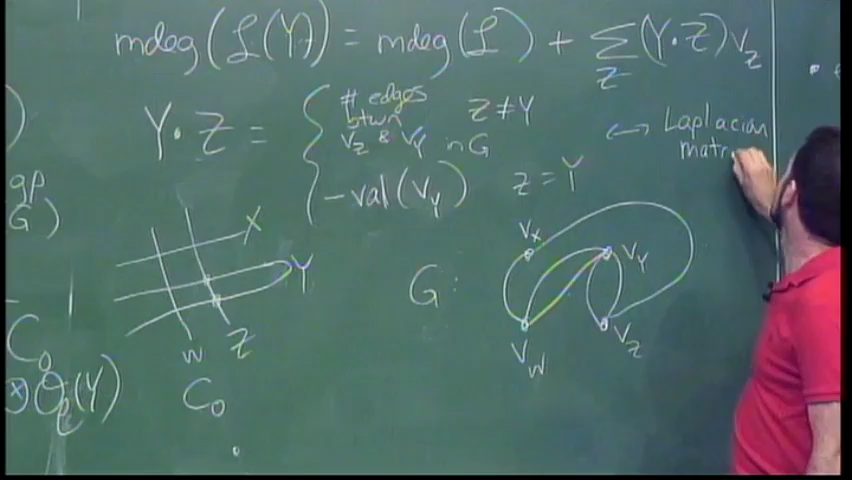 mdeg(ℒ(Y)) = mdeg(ℒ) + Σ_Z (Y·Z)v_Z
Y·Z = { # edges btwn v_Z & v_Y in G Z ≠ Y
-val(v_Y) Z = Y
↔ Laplacian
matr
)
gp
G)
X
Y
W Z
C₀
G:
v_X
v_Y
v_W
v_Z
C₀
⊗ O (Y)